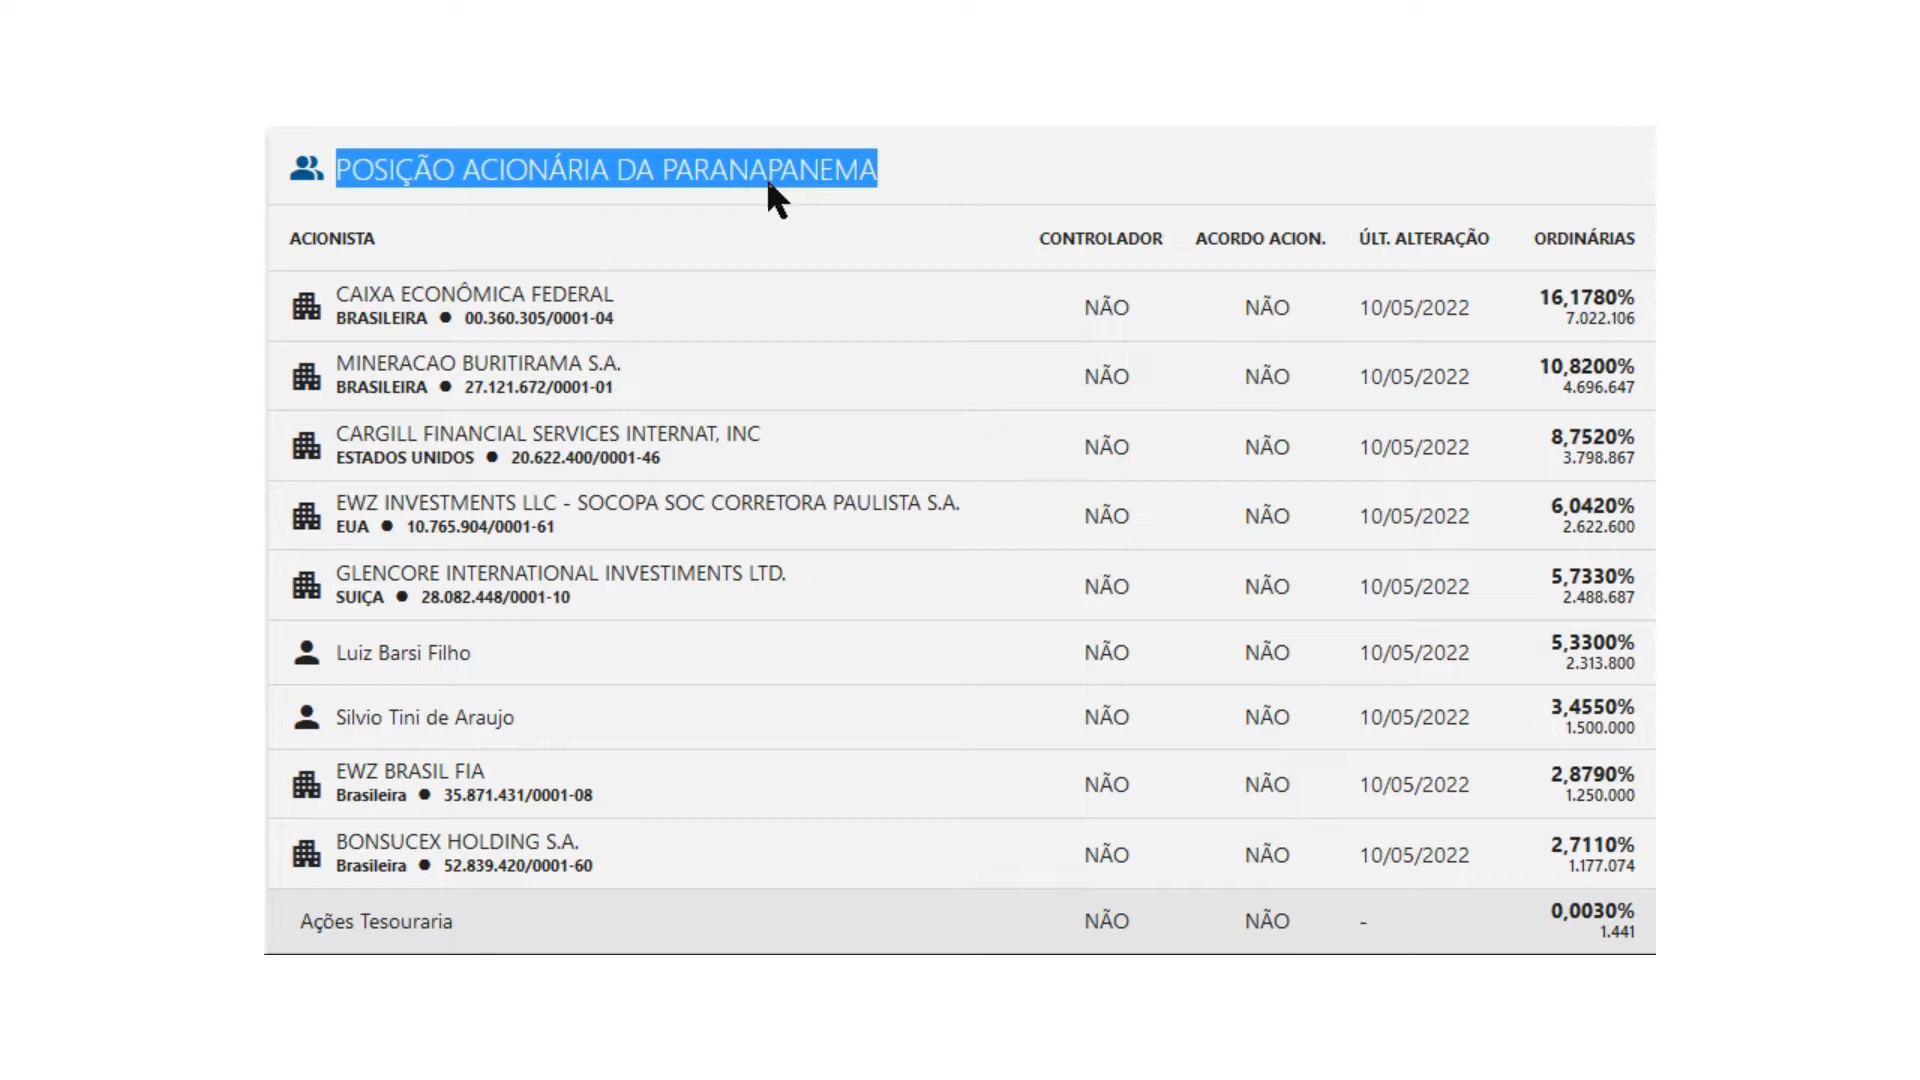 POSIÇÃO ACIONÁRIA DA PARANAPANEMA
ACIONISTA CONTROLADOR ACORDO ACION. ÚLT. ALTERAÇÃO ORDINÁRIAS
CAIXA ECONÔMICA FEDERAL
BRASILEIRA ● 00.360.305/0001-04
NÃO NÃO 10/05/2022 16,1780%
7.022.106
MINERACAO BURITIRAMA S.A.
BRASILEIRA ● 27.121.672/0001-01
NÃO NÃO 10/05/2022 10,8200%
4.696.647
CARGILL FINANCIAL SERVICES INTERNAT, INC
ESTADOS UNIDOS ● 20.622.400/0001-46
NÃO NÃO 10/05/2022 8,7520%
3.798.867
EWZ INVESTMENTS LLC - SOCOPA SOC CORRETORA PAULISTA S.A.
EUA ● 10.765.904/0001-61
NÃO NÃO 10/05/2022 6,0420%
2.622.600
GLENCORE INTERNATIONAL INVESTIMENTS LTD.
SUIÇA ● 28.082.448/0001-10
NÃO NÃO 10/05/2022 5,7330%
2.488.687
Luiz Barsi Filho NÃO NÃO 10/05/2022 5,3300%
2.313.800
Silvio Tini de Araujo NÃO NÃO 10/05/2022 3,4550%
1.500.000
EWZ BRASIL FIA
Brasileira ● 35.871.431/0001-08
NÃO NÃO 10/05/2022 2,8790%
1.250.000
BONSUCEX HOLDING S.A.
Brasileira ● 52.839.420/0001-60
NÃO NÃO 10/05/2022 2,7110%
1.177.074
Ações Tesouraria NÃO NÃO - 0,0030%
1.441